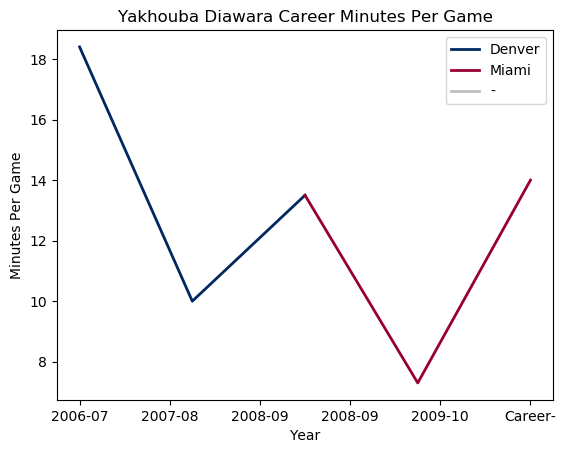 Yakhouba Diawara Career Minutes Per Game
Denver
Miami
-
18
16
14
12
10
8
Minutes Per Game
2006-07 2007-08 2008-09 2008-09 2009-10 Career-
Year